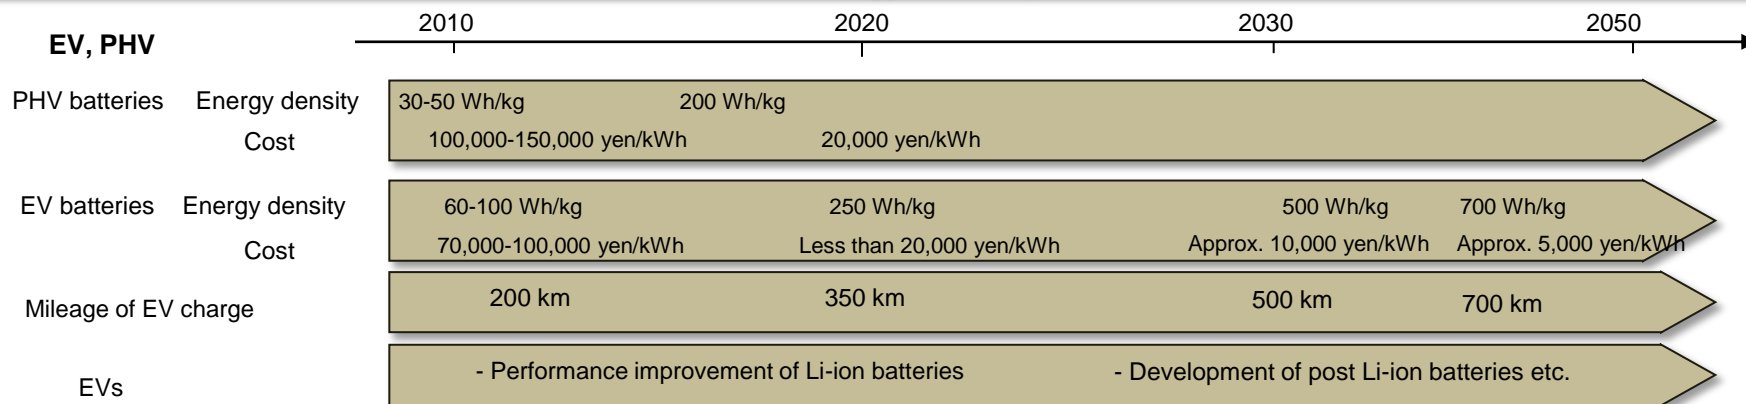 2010 2020 2030 2050
EV, PHV
PHV batteries Energy density 30-50 Wh/kg 200 Wh/kg
Cost 100,000-150,000 yen/kWh 20,000 yen/kWh
EV batteries Energy density 60-100 Wh/kg 250 Wh/kg 500 Wh/kg 700 Wh/kg
Cost 70,000-100,000 yen/kWh Less than 20,000 yen/kWh Approx. 10,000 yen/kWh Approx. 5,000 yen/kWh
Mileage of EV charge 200 km 350 km 500 km 700 km
EVs - Performance improvement of Li-ion batteries - Development of post Li-ion batteries etc.